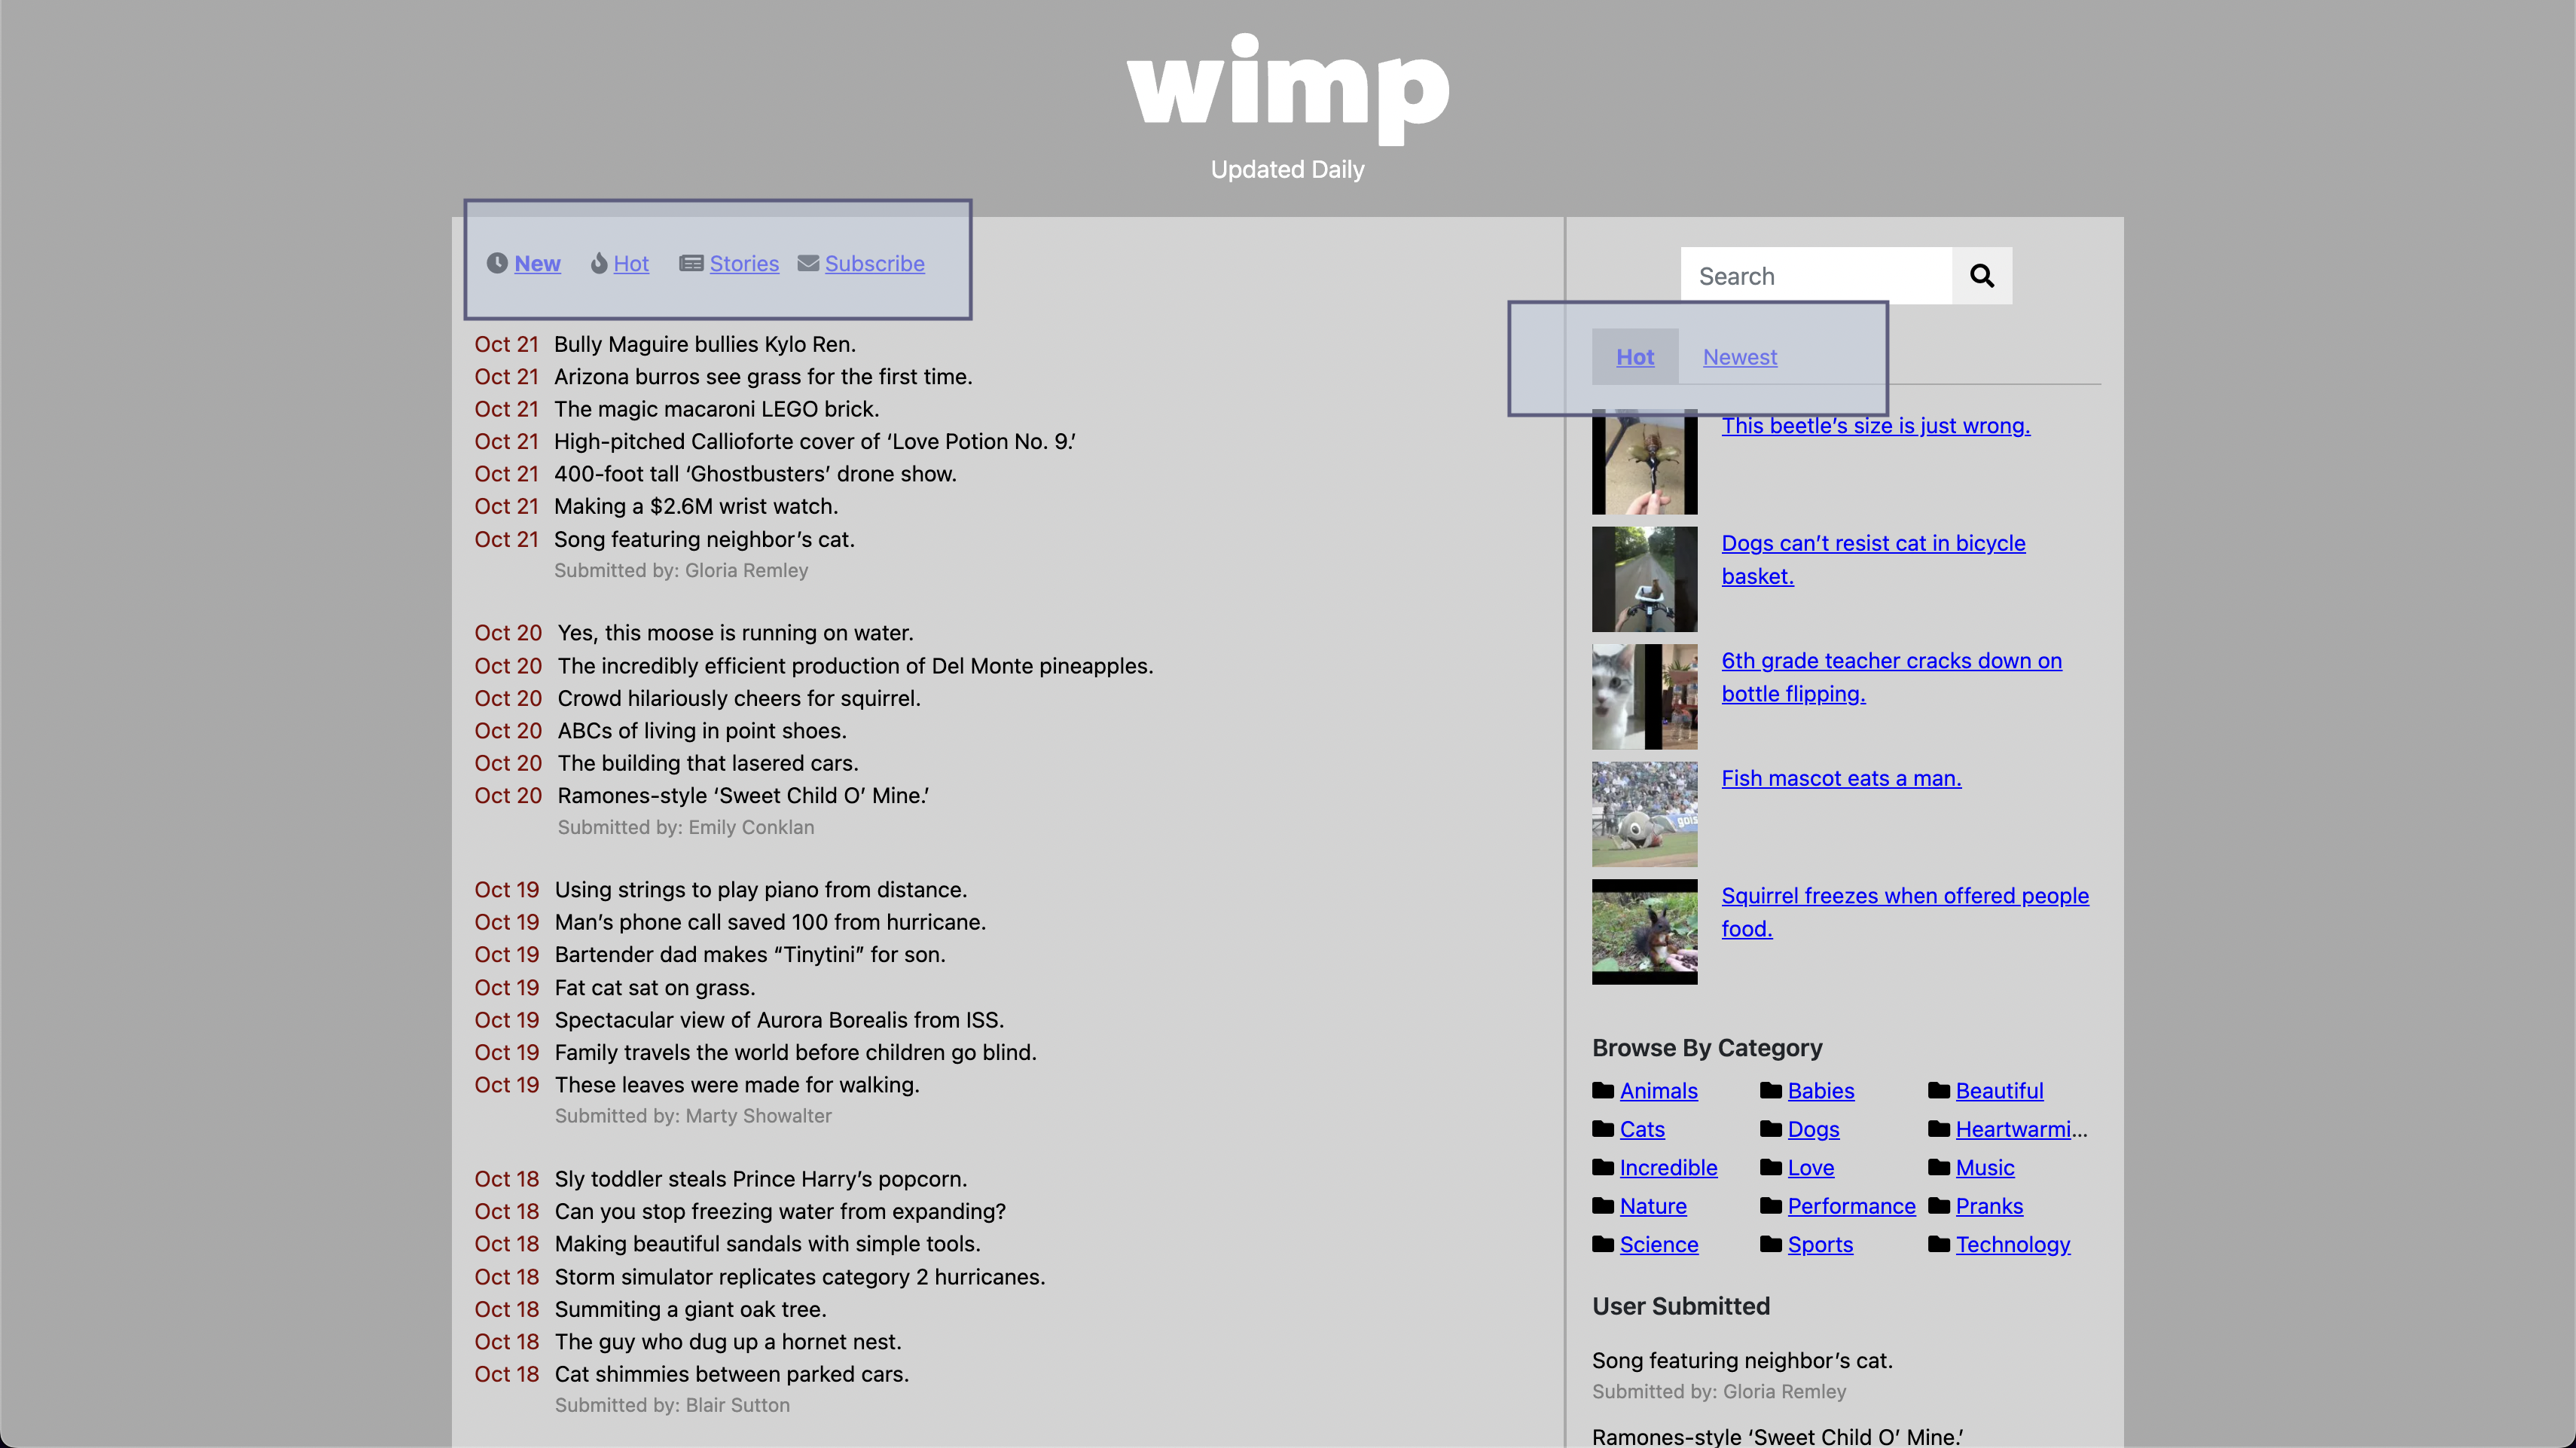 wimp
Updated Daily
New Hot Stories Subscribe
Oct 21 Bully Maguire bullies Kylo Ren.
Oct 21 Arizona burros see grass for the first time.
Oct 21 The magic macaroni LEGO brick.
Oct 21 High-pitched Callioforte cover of ‘Love Potion No. 9.’
Oct 21 400-foot tall ‘Ghostbusters’ drone show.
Oct 21 Making a $2.6M wrist watch.
Oct 21 Song featuring neighbor’s cat.
Submitted by: Gloria Remley
Oct 20 Yes, this moose is running on water.
Oct 20 The incredibly efficient production of Del Monte pineapples.
Oct 20 Crowd hilariously cheers for squirrel.
Oct 20 ABCs of living in point shoes.
Oct 20 The building that lasered cars.
Oct 20 Ramones-style ‘Sweet Child O’ Mine.’
Submitted by: Emily Conklan
Oct 19 Using strings to play piano from distance.
Oct 19 Man’s phone call saved 100 from hurricane.
Oct 19 Bartender dad makes “Tinytini” for son.
Oct 19 Fat cat sat on grass.
Oct 19 Spectacular view of Aurora Borealis from ISS.
Oct 19 Family travels the world before children go blind.
Oct 19 These leaves were made for walking.
Submitted by: Marty Showalter
Oct 18 Sly toddler steals Prince Harry’s popcorn.
Oct 18 Can you stop freezing water from expanding?
Oct 18 Making beautiful sandals with simple tools.
Oct 18 Storm simulator replicates category 2 hurricanes.
Oct 18 Summiting a giant oak tree.
Oct 18 The guy who dug up a hornet nest.
Oct 18 Cat shimmies between parked cars.
Submitted by: Blair Sutton
Search
Hot Newest
This beetle’s size is just wrong.
Dogs can’t resist cat in bicycle
basket.
6th grade teacher cracks down on
bottle flipping.
Fish mascot eats a man.
Squirrel freezes when offered people
food.
Browse By Category
Animals Babies Beautiful
Cats Dogs Heartwarmi...
Incredible Love Music
Nature Performance Pranks
Science Sports Technology
User Submitted
Song featuring neighbor’s cat.
Submitted by: Gloria Remley
Ramones-style ‘Sweet Child O’ Mine.’